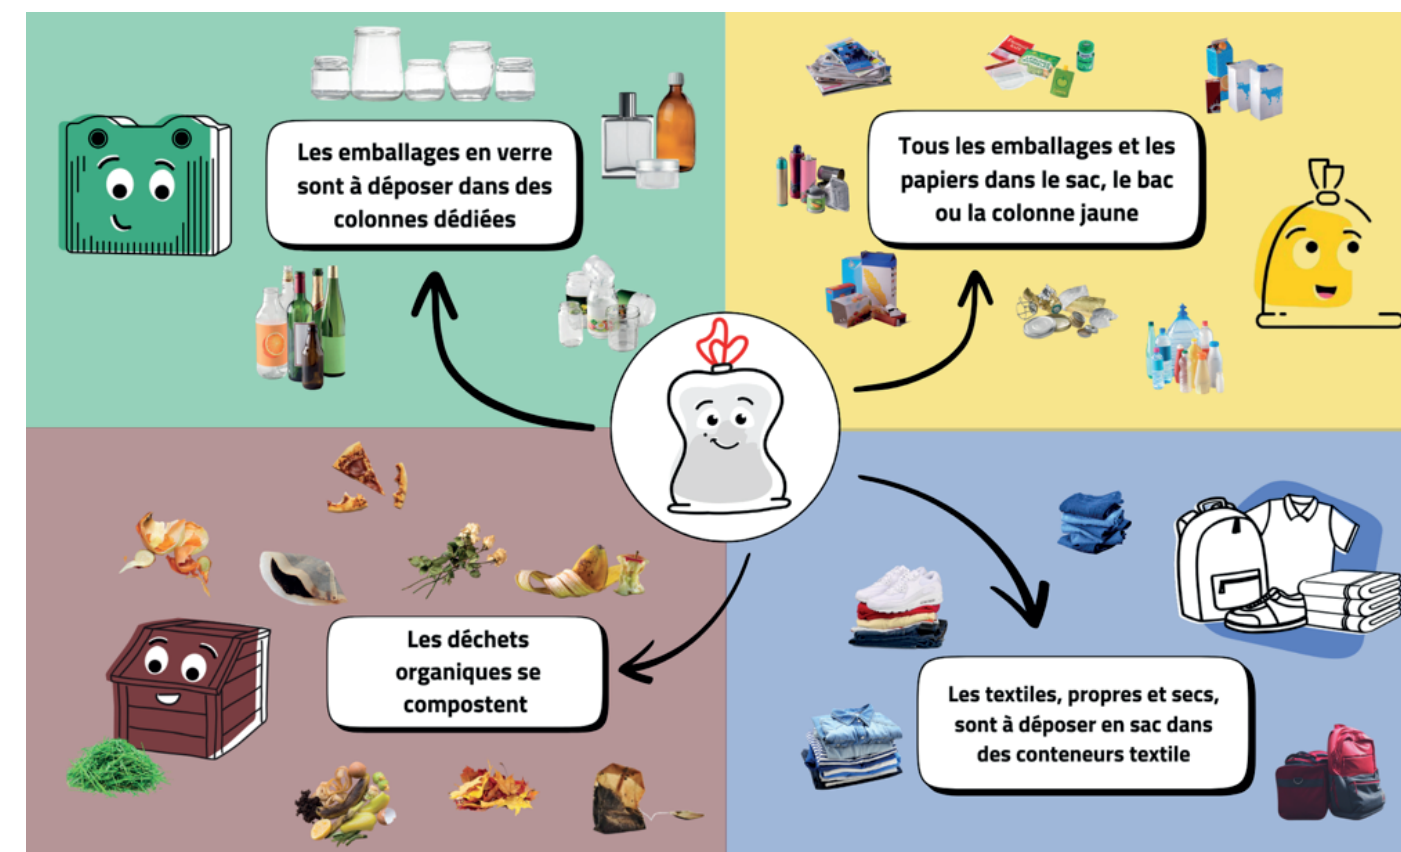 Les emballages en verre
sont à déposer dans des
colonnes dédiées
Tous les emballages et les
papiers dans le sac, le bac
ou la colonne jaune
Les déchets
organiques se
compostent
Les textiles, propres et secs,
sont à déposer en sac dans
des conteneurs textile